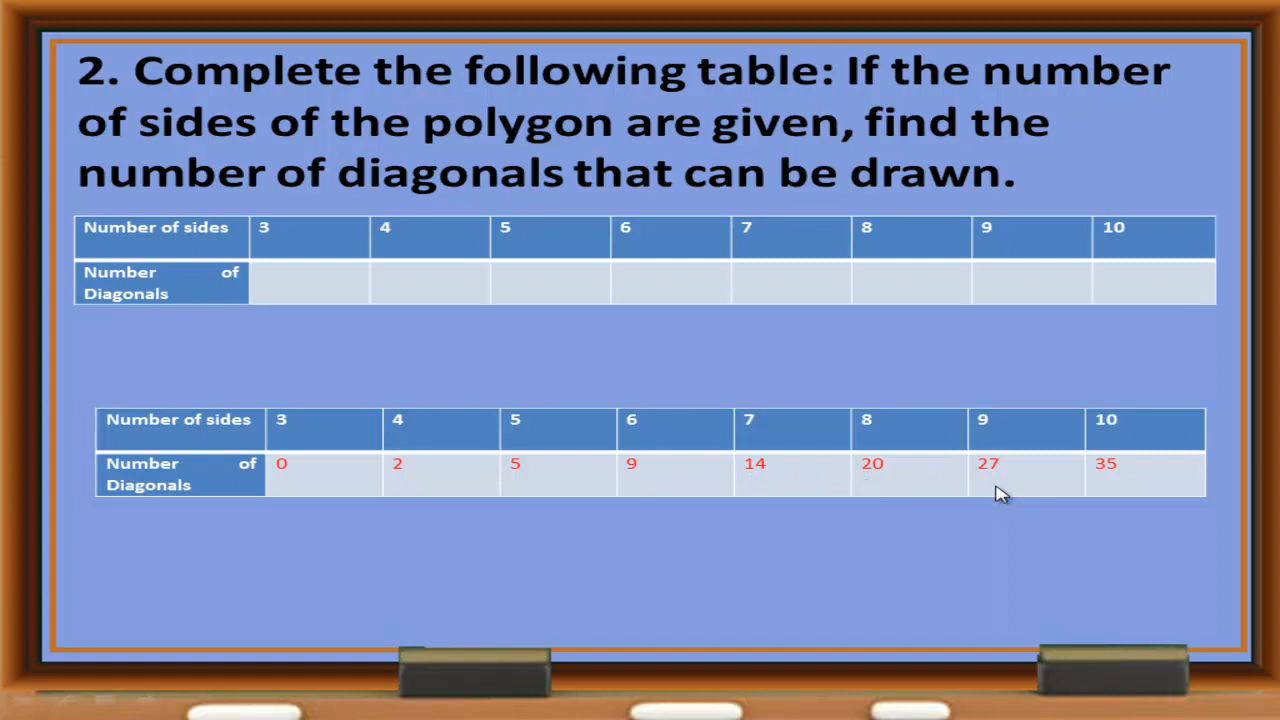 2. Complete the following table: If the number
of sides of the polygon are given, find the
number of diagonals that can be drawn.
Number of sides 3 4 5 6 7 8 9 10
Number of
Diagonals
Number of sides 3 4 5 6 7 8 9 10
Number of 0 2 5 9 14 20 27 35
Diagonals